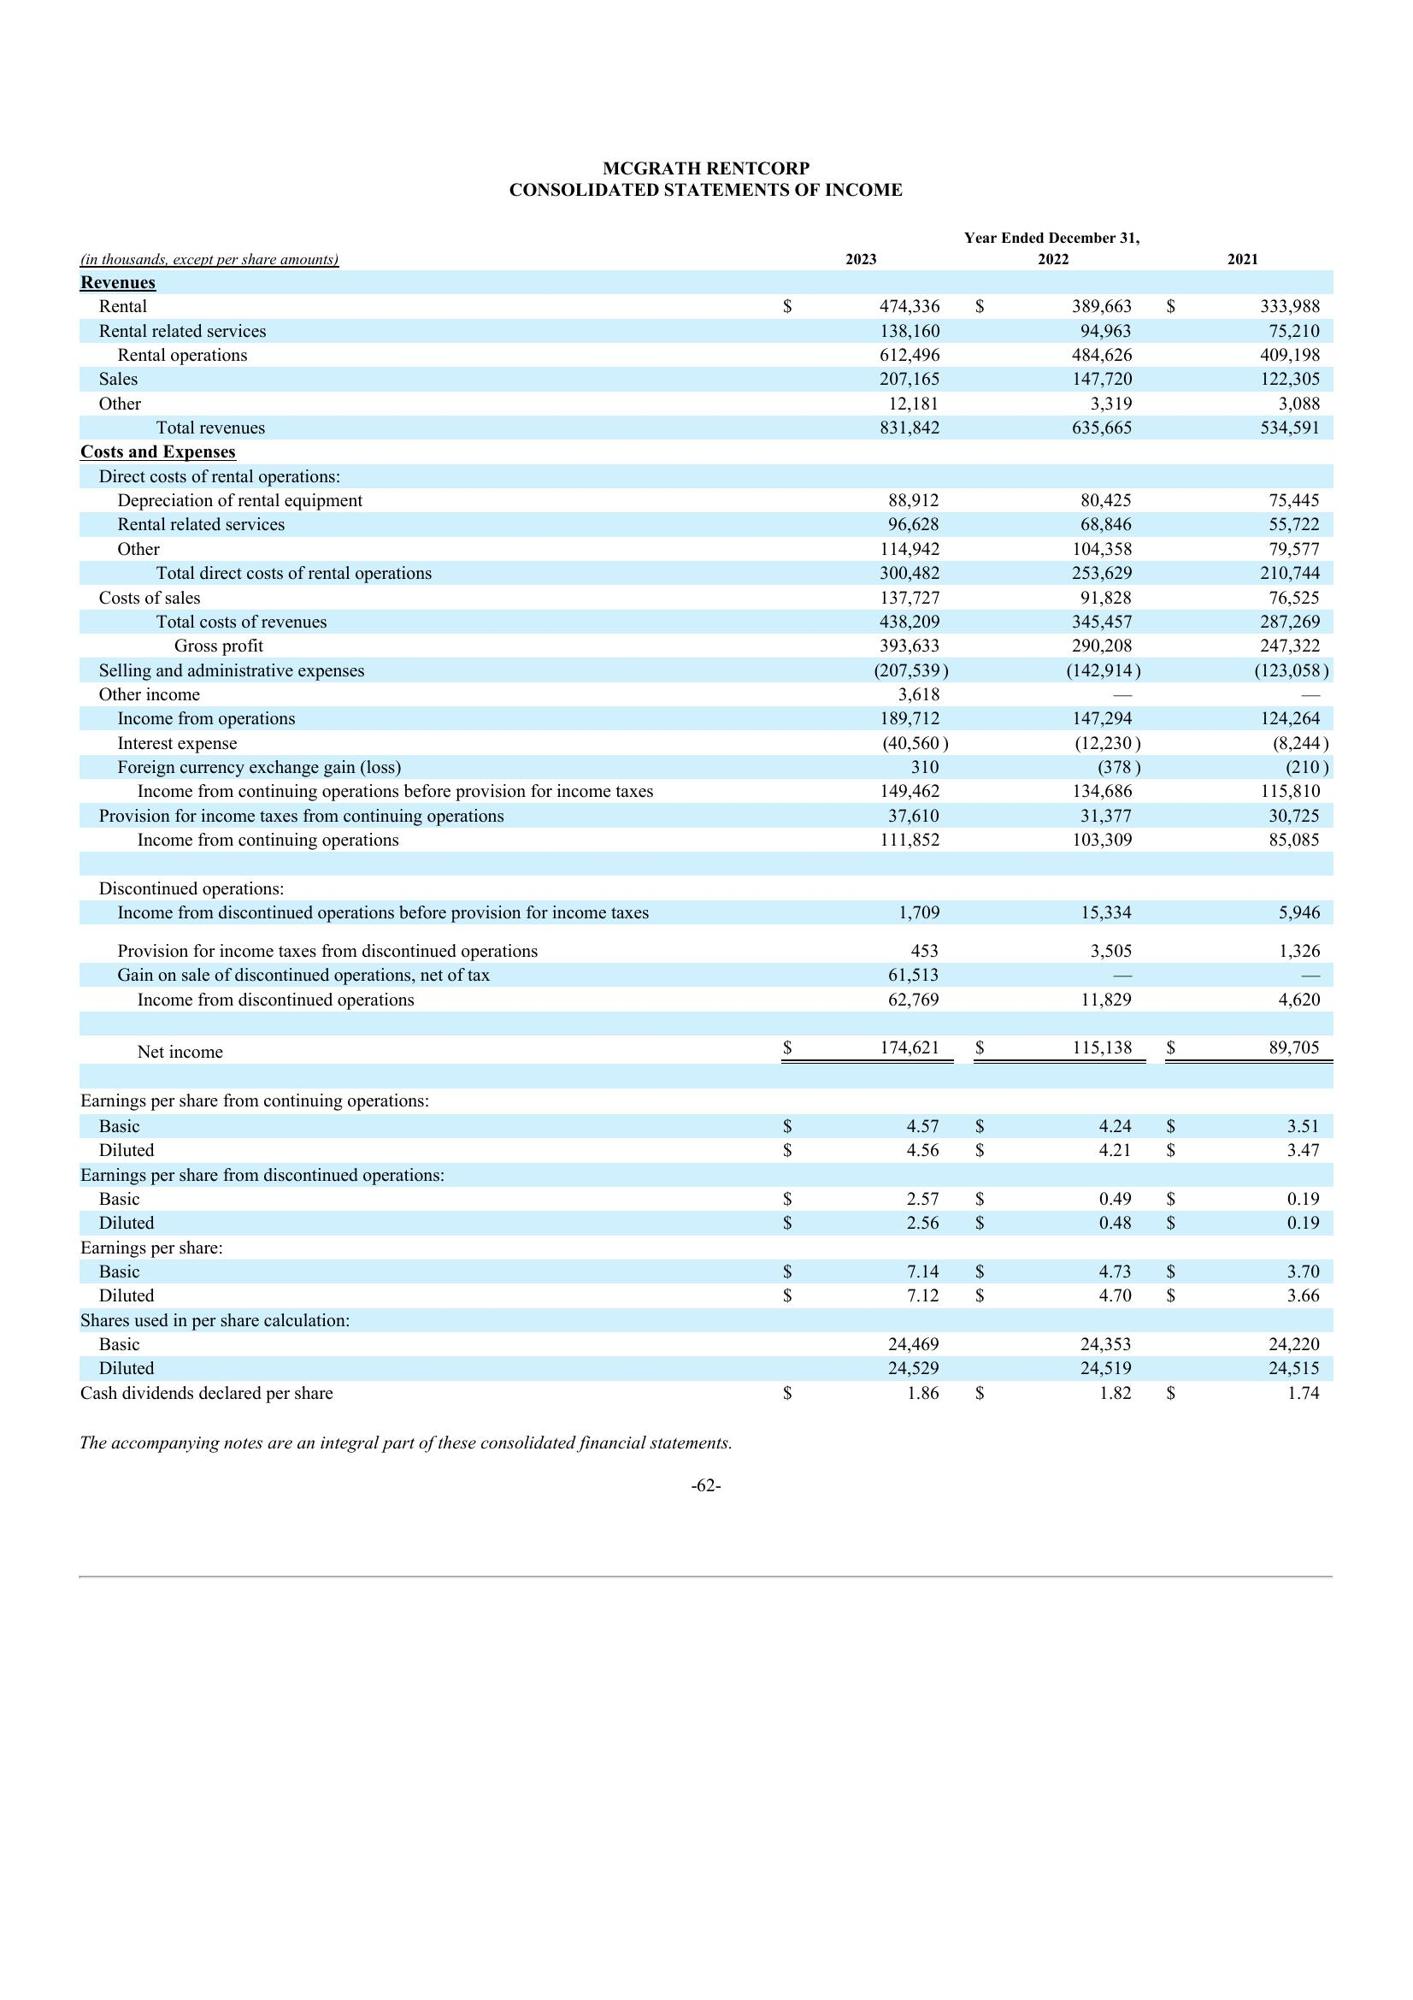 MCGRATH RENTCORP
CONSOLIDATED STATEMENTS OF INCOME
Year Ended December 31,
(in thousands, except per share amounts) 2023 2022 2021
Revenues
Rental $ 474,336 $ 389,663 $ 333,988
Rental related services 138,160 94,963 75,210
Rental operations 612,496 484,626 409,198
Sales 207,165 147,720 122,305
Other 12,181 3,319 3,088
Total revenues 831,842 635,665 534,591
Costs and Expenses
Direct costs of rental operations:
Depreciation of rental equipment 88,912 80,425 75,445
Rental related services 96,628 68,846 55,722
Other 114,942 104,358 79,577
Total direct costs of rental operations 300,482 253,629 210,744
Costs of sales 137,727 91,828 76,525
Total costs of revenues 438,209 345,457 287,269
Gross profit 393,633 290,208 247,322
Selling and administrative expenses (207,539) (142,914) (123,058)
Other income 3,618 — —
Income from operations 189,712 147,294 124,264
Interest expense (40,560) (12,230) (8,244)
Foreign currency exchange gain (loss) 310 (378) (210)
Income from continuing operations before provision for income taxes 149,462 134,686 115,810
Provision for income taxes from continuing operations 37,610 31,377 30,725
Income from continuing operations 111,852 103,309 85,085
Discontinued operations:
Income from discontinued operations before provision for income taxes 1,709 15,334 5,946
Provision for income taxes from discontinued operations 453 3,505 1,326
Gain on sale of discontinued operations, net of tax 61,513 — —
Income from discontinued operations 62,769 11,829 4,620
Net income $ 174,621 $ 115,138 $ 89,705
Earnings per share from continuing operations:
Basic $ 4.57 $ 4.24 $ 3.51
Diluted $ 4.56 $ 4.21 $ 3.47
Earnings per share from discontinued operations:
Basic $ 2.57 $ 0.49 $ 0.19
Diluted $ 2.56 $ 0.48 $ 0.19
Earnings per share:
Basic $ 7.14 $ 4.73 $ 3.70
Diluted $ 7.12 $ 4.70 $ 3.66
Shares used in per share calculation:
Basic 24,469 24,353 24,220
Diluted 24,529 24,519 24,515
Cash dividends declared per share $ 1.86 $ 1.82 $ 1.74
The accompanying notes are an integral part of these consolidated financial statements.
-62-